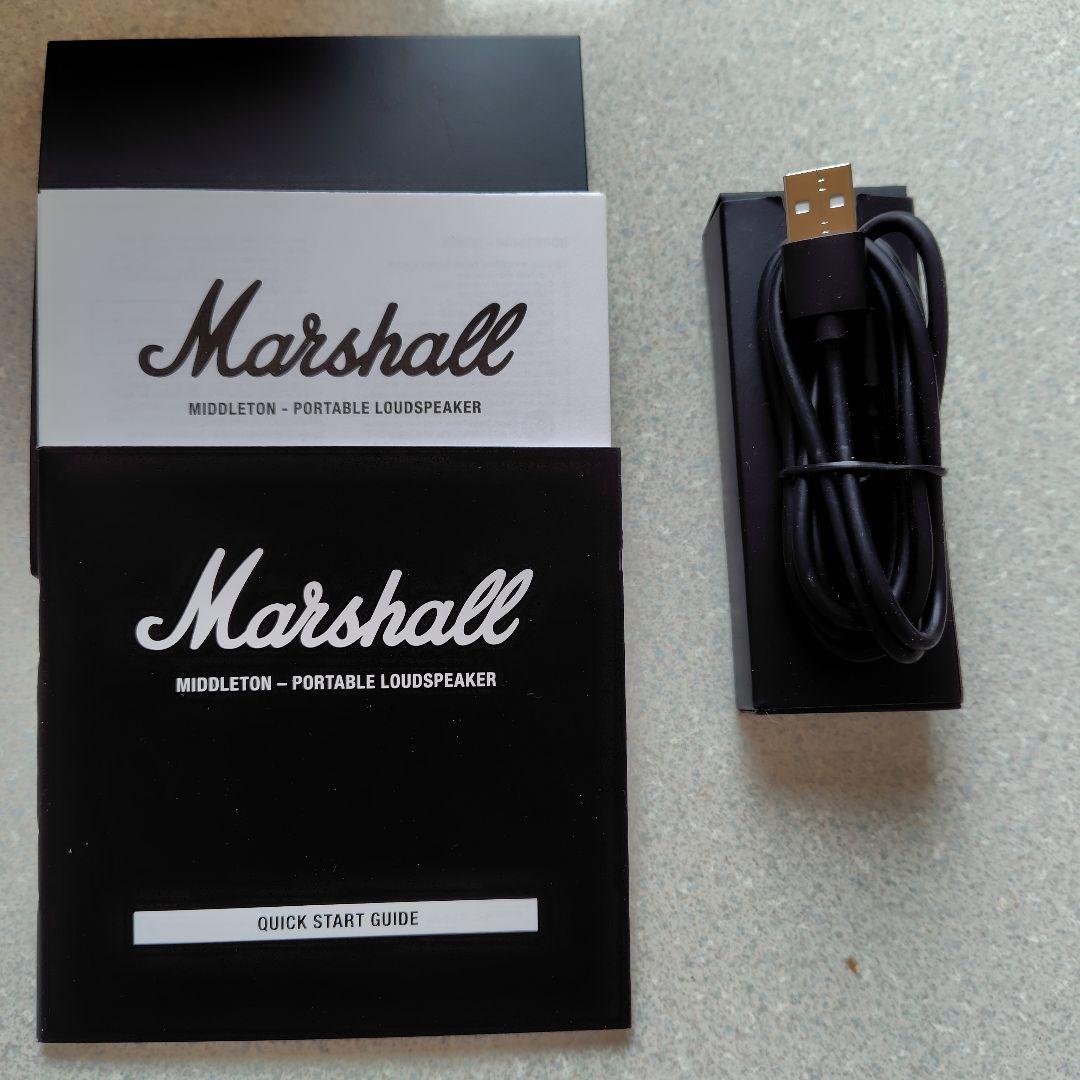 Marshall
MIDDLETON - PORTABLE LOUDSPEAKER
Marshall
MIDDLETON – PORTABLE LOUDSPEAKER
QUICK START GUIDE